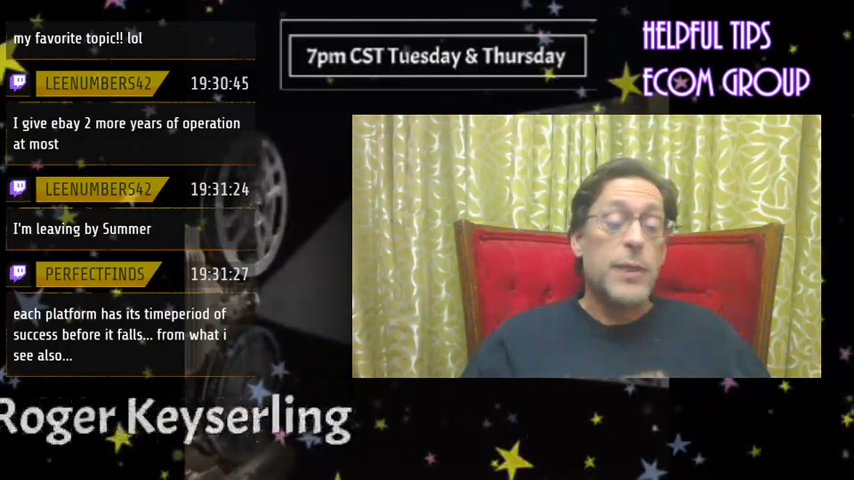 my favorite topic!! lol
LEENUMBERS42 19:30:45
I give ebay 2 more years of operation
at most
LEENUMBERS42 19:31:24
I'm leaving by Summer
PERFECTFINDS 19:31:27
each platform has its timeperiod of
success before it falls... from what i
see also...
7pm CST Tuesday & Thursday
HELPFUL TIPS
ECOM GROUP
Roger Keyserling